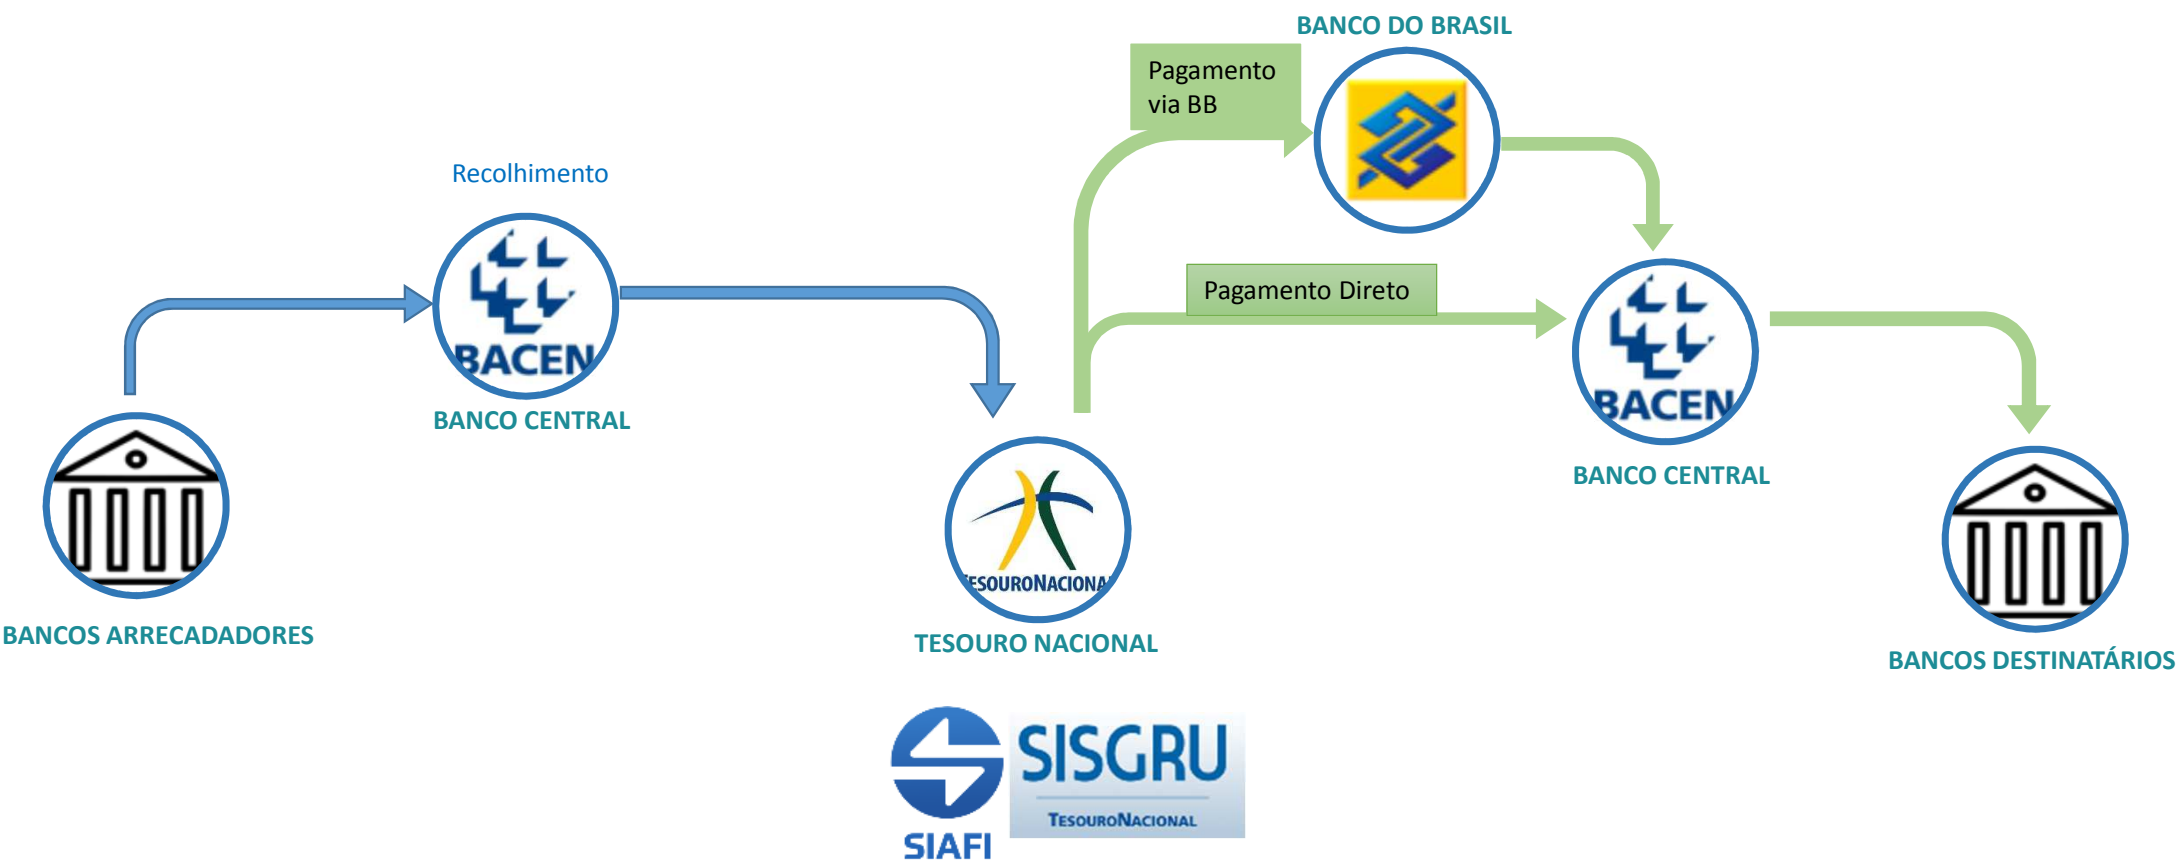 BANCO DO BRASIL
Pagamento
via BB
Recolhimento
BACEN
BANCO CENTRAL
Pagamento Direto
BACEN
BANCO CENTRAL
TESOURONACIONAL
TESOURO NACIONAL
BANCOS ARRECADADORES
BANCOS DESTINATÁRIOS
SISGRU
TESOURONACIONAL
SIAFI